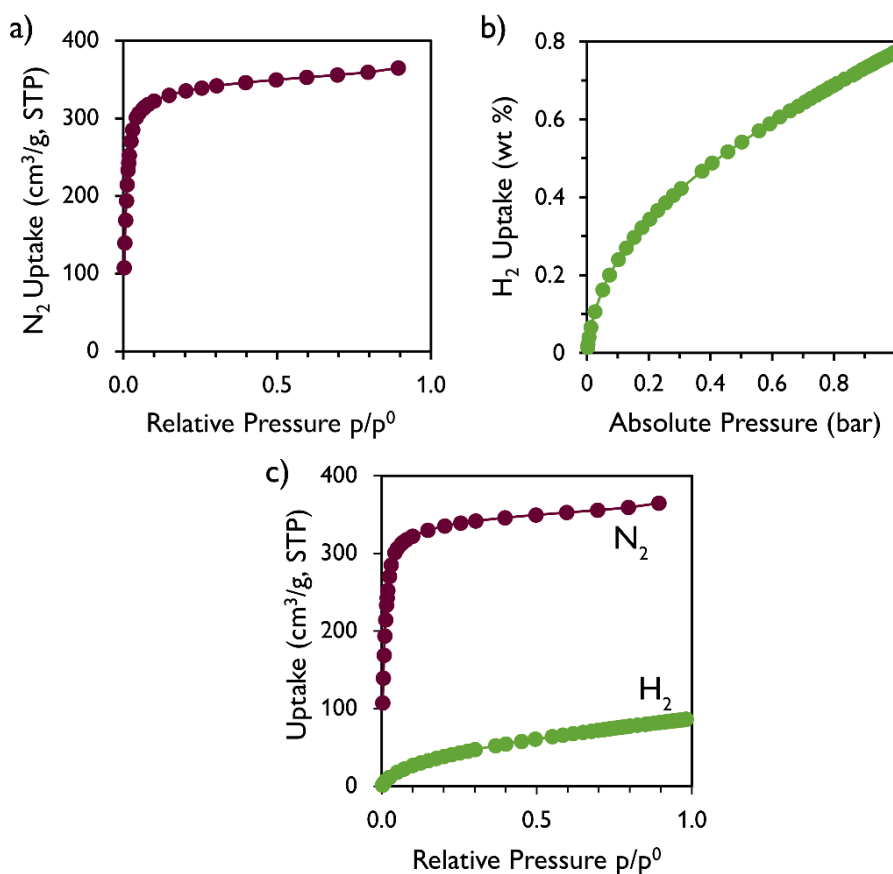 a)
N₂ Uptake (cm³/g, STP)
400
300
200
100
0
0.0
0.5
1.0
Relative Pressure p/p⁰
b)
H₂ Uptake (wt %)
0.8
0.6
0.4
0.2
0
0
0.2
0.4
0.6
0.8
Absolute Pressure (bar)
c)
Uptake (cm³/g, STP)
400
300
200
100
0
N₂
H₂
0.0
0.5
1.0
Relative Pressure p/p⁰